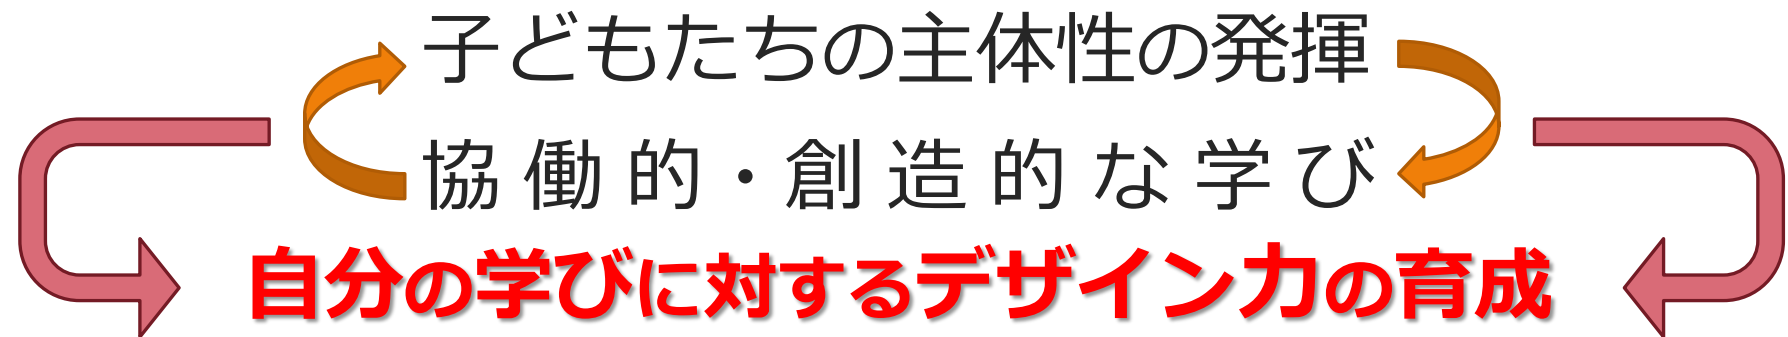 子どもたちの主体性の発揮
協働的・創造的な学び
自分の学びに対するデザイン力の育成